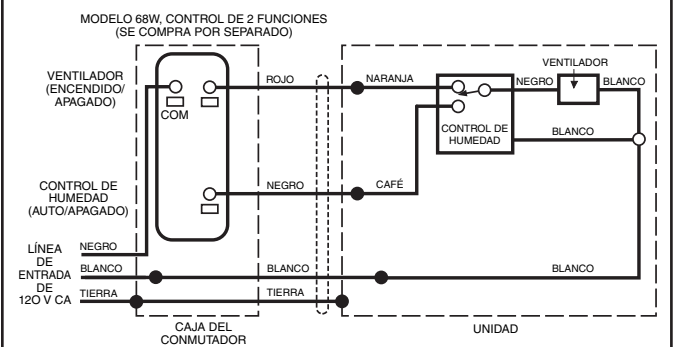 MODELO 68W, CONTROL DE 2 FUNCIONES
(SE COMPRA POR SEPARADO)
VENTILADOR
(ENCENDIDO/
APAGADO)
COM
ROJO
NARANJA
NEGRO
VENTILADOR
BLANCO
CONTROL DE
HUMEDAD
BLANCO
CONTROL DE
HUMEDAD
(AUTO/APAGADO)
NEGRO
CAFÉ
LÍNEA
DE
ENTRADA
DE
12O V CA
NEGRO
BLANCO
BLANCO
BLANCO
TIERRA
TIERRA
CAJA DEL
CONMUTADOR
UNIDAD